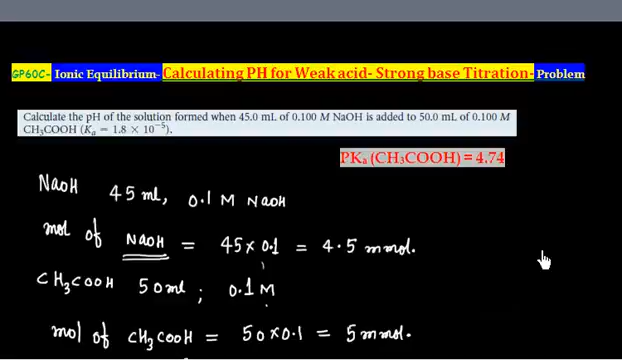 GP60C- Ionic Equilibrium- Calculating PH for Weak acid- Strong base Titration- Problem
Calculate the pH of the solution formed when 45.0 mL of 0.100 M NaOH is added to 50.0 mL of 0.100 M
CH₃COOH (Kₐ = 1.8 × 10⁻⁵).
PKₐ (CH₃COOH) = 4.74
NaOH 45 ml, 0.1 M NaOH
mol of NaOH = 45 × 0.1 = 4.5 mmol.
CH₃COOH 50 ml ; 0.1 M
mol of CH₃COOH = 50 × 0.1 = 5 mmol.